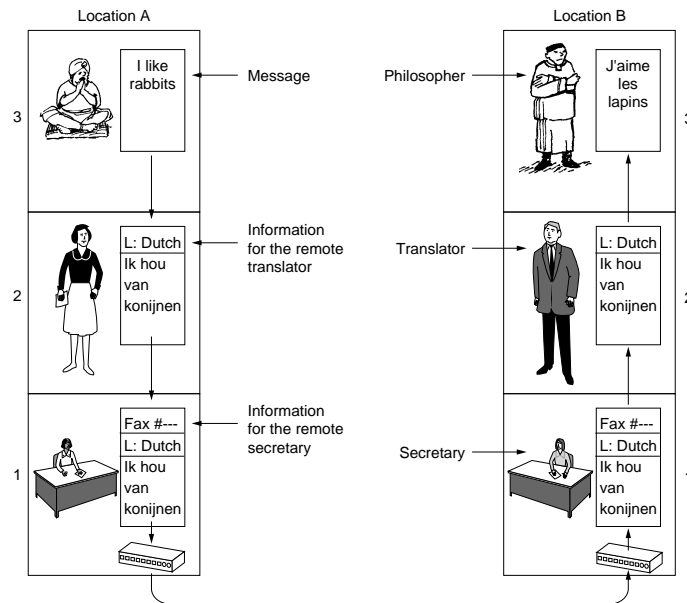 Location A
Location B
I like
rabbits
Message
Philosopher
J'aime
les
lapins
3
3
L: Dutch
Ik hou
van
konijnen
Information
for the remote
translator
Translator
L: Dutch
Ik hou
van
konijnen
2
2
Fax #---
L: Dutch
Ik hou
van
konijnen
Information
for the remote
secretary
Secretary
Fax #---
L: Dutch
Ik hou
van
konijnen
1